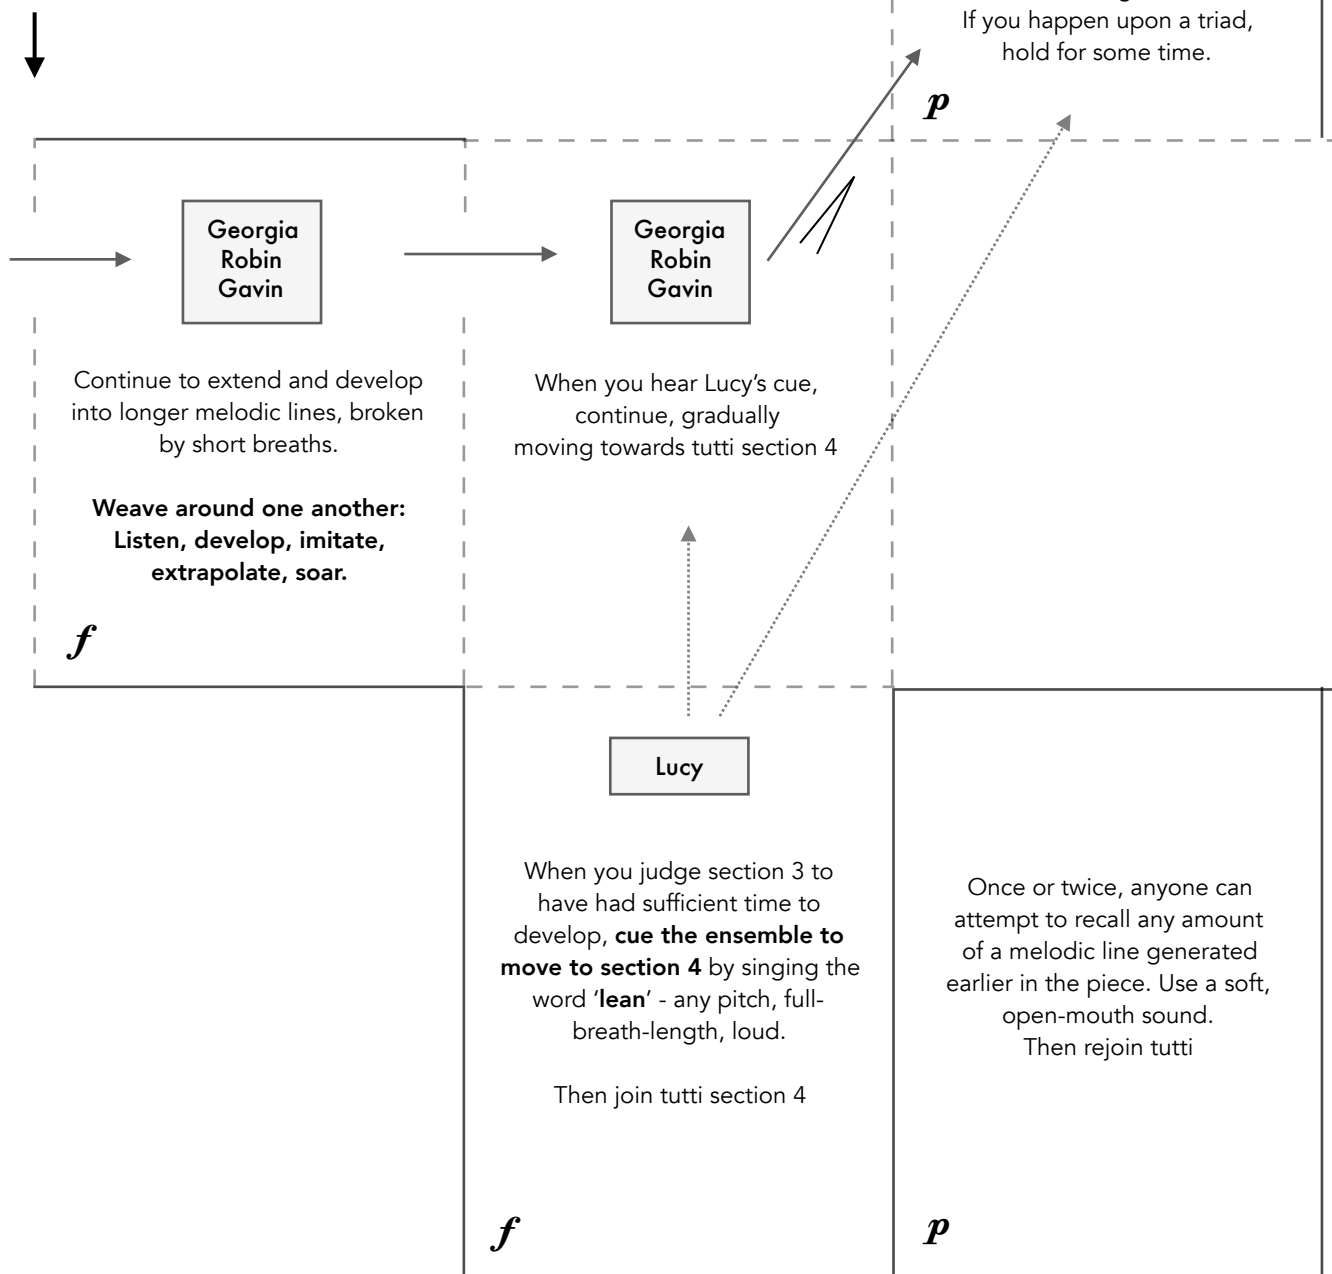 If you happen upon a triad,
hold for some time.
p
Georgia
Robin
Gavin
Continue to extend and develop
into longer melodic lines, broken
by short breaths.
Weave around one another:
Listen, develop, imitate,
extrapolate, soar.
f
Georgia
Robin
Gavin
When you hear Lucy’s cue,
continue, gradually
moving towards tutti section 4
Lucy
When you judge section 3 to
have had sufficient time to
develop, cue the ensemble to
move to section 4 by singing the
word ‘lean’ - any pitch, full-
breath-length, loud.
Then join tutti section 4
f
Once or twice, anyone can
attempt to recall any amount
of a melodic line generated
earlier in the piece. Use a soft,
open-mouth sound.
Then rejoin tutti
p